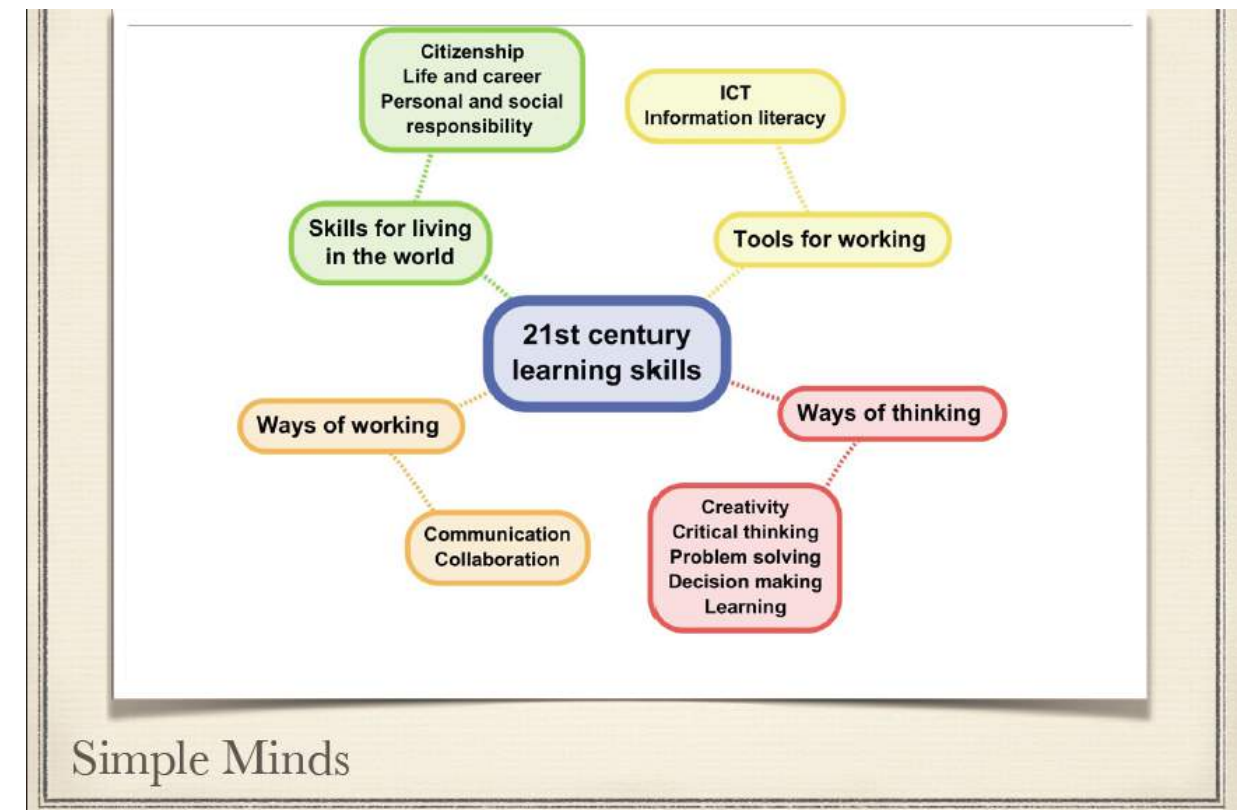 Citizenship
Life and career
Personal and social
responsibility
ICT
Information literacy
Skills for living
in the world
Tools for working
21st century
learning skills
Ways of working
Ways of thinking
Communication
Collaboration
Creativity
Critical thinking
Problem solving
Decision making
Learning
Simple Minds